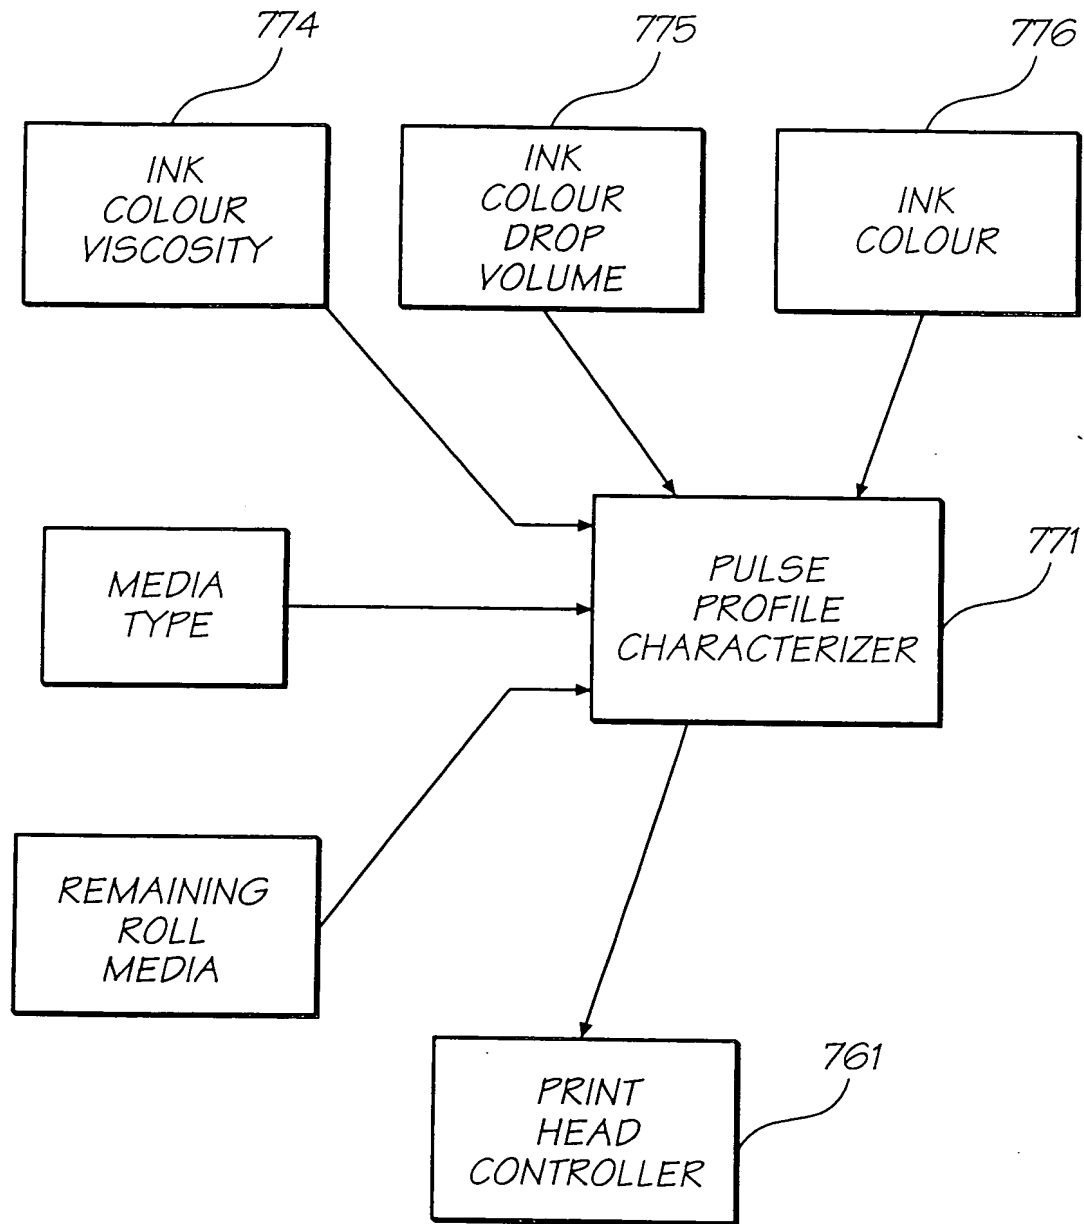 774
775
776
INK
COLOUR
VISCOSITY
INK
COLOUR
DROP
VOLUME
INK
COLOUR
MEDIA
TYPE
PULSE
PROFILE
CHARACTERIZER
771
REMAINING
ROLL
MEDIA
761
PRINT
HEAD
CONTROLLER